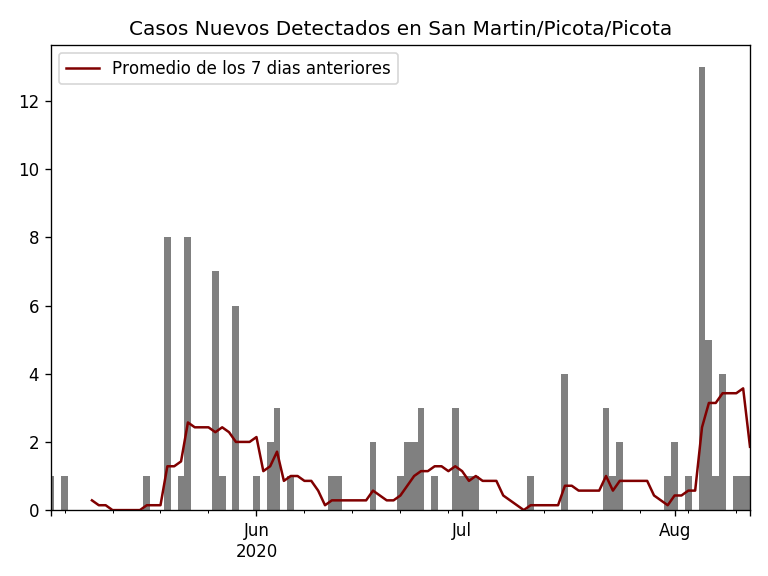 Casos Nuevos Detectados en San Martin/Picota/Picota
Promedio de los 7 dias anteriores
12
10
8
6
4
2
0
Jun
2020
Jul
Aug